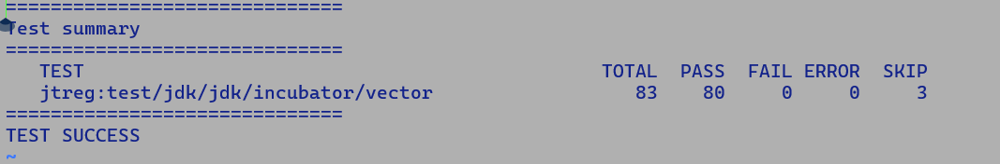 ==============================
Test summary
==============================
   TEST                                              TOTAL  PASS  FAIL ERROR  SKIP
   jtreg:test/jdk/jdk/incubator/vector                  83    80     0     0     3
==============================
TEST SUCCESS
~